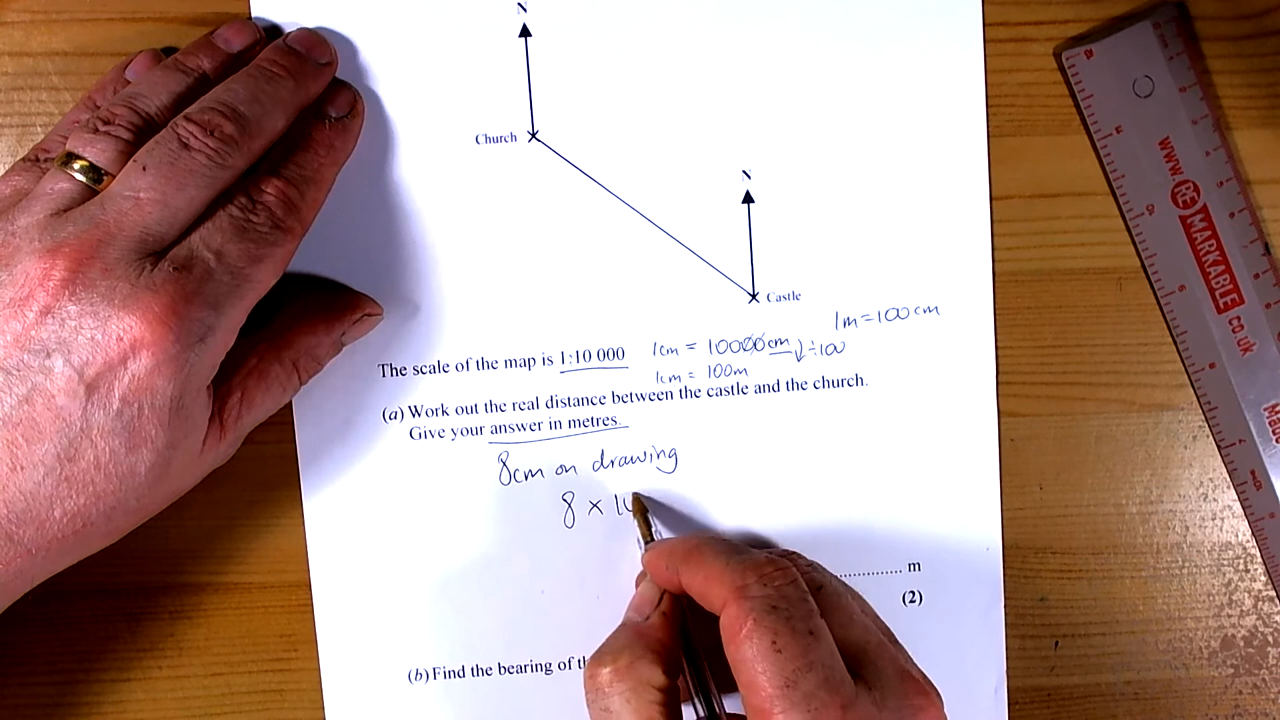 N
Church
N
Castle
1m=100cm
The scale of the map is 1:10 000
1cm = 10000cm ÷100
1cm = 100m
(a) Work out the real distance between the castle and the church.
Give your answer in metres.
8cm on drawing
8 × 10
.............. m
(2)
(b) Find the bearing of th
www.
REMARKABLE
.co.uk
Made